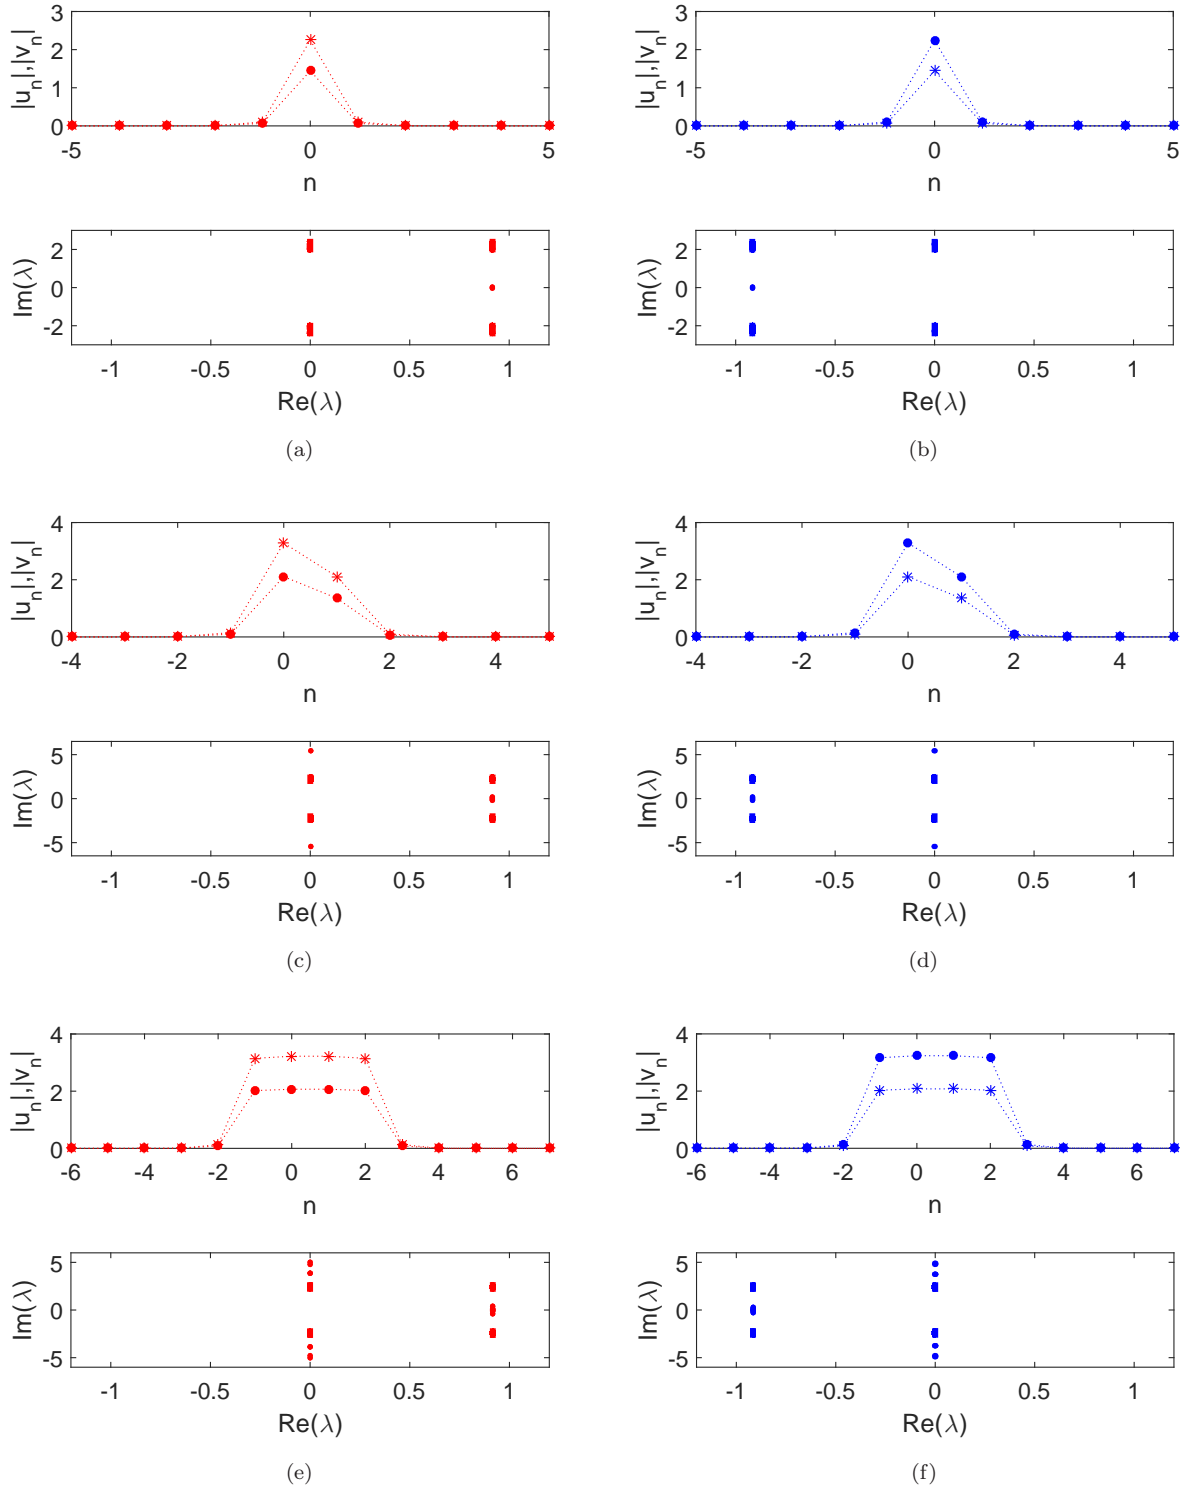 3
2
1
0
|u_n|,|v_n|
-5 0 5
n
2
0
-2
Im(λ)
-1 -0.5 0 0.5 1
Re(λ)
(a)
3
2
1
0
|u_n|,|v_n|
-5 0 5
n
2
0
-2
Im(λ)
-1 -0.5 0 0.5 1
Re(λ)
(b)
4
2
0
|u_n|,|v_n|
-4 -2 0 2 4
n
5
0
-5
Im(λ)
-1 -0.5 0 0.5 1
Re(λ)
(c)
4
2
0
|u_n|,|v_n|
-4 -2 0 2 4
n
5
0
-5
Im(λ)
-1 -0.5 0 0.5 1
Re(λ)
(d)
4
2
0
|u_n|,|v_n|
-6 -4 -2 0 2 4 6
n
5
0
-5
Im(λ)
-1 -0.5 0 0.5 1
Re(λ)
(e)
4
2
0
|u_n|,|v_n|
-6 -4 -2 0 2 4 6
n
5
0
-5
Im(λ)
-1 -0.5 0 0.5 1
Re(λ)
(f)